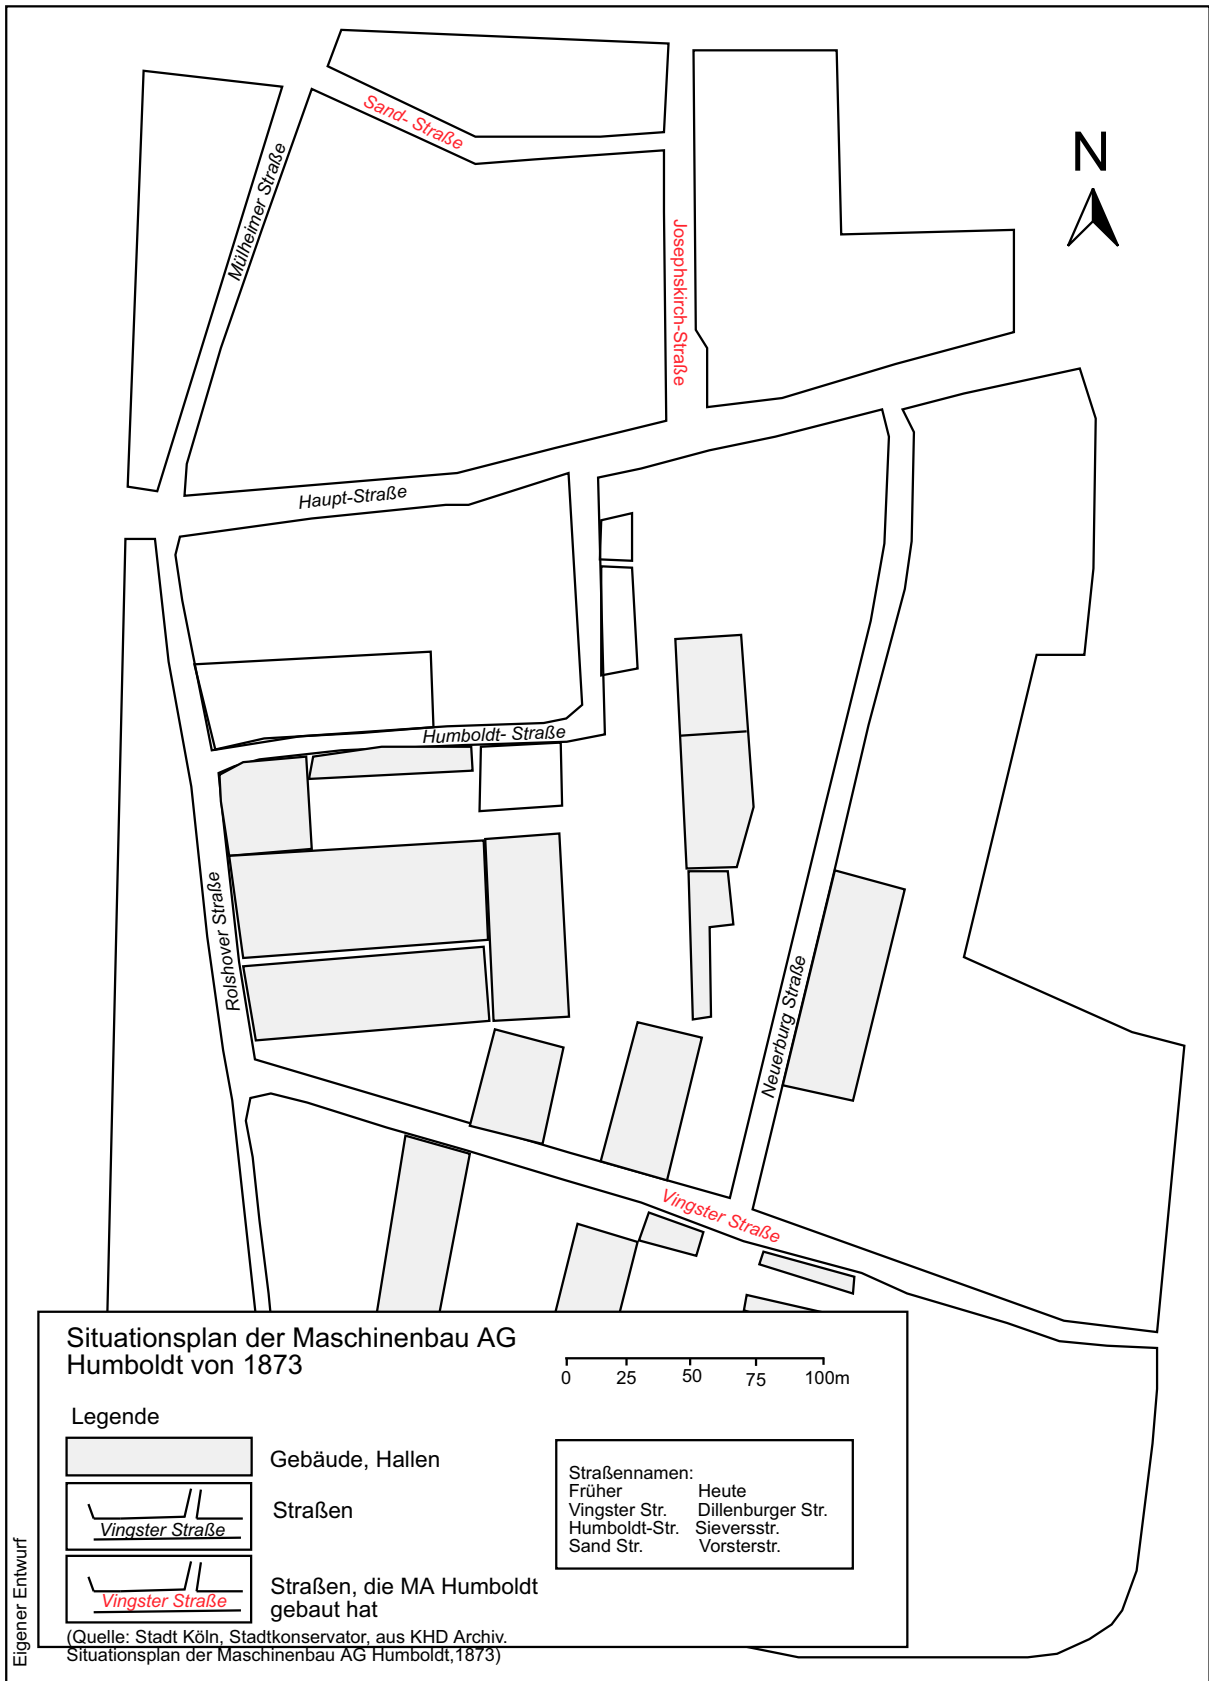 Sand- Straße
N
Mülheimer Straße
Josephskirch-Straße
Haupt-Straße
Humboldt- Straße
Rolshover Straße
Neuerburg Straße
Vingster Straße
Situationsplan der Maschinenbau AG
Humboldt von 1873
0 25 50 75 100m
Legende
Gebäude, Hallen
Vingster Straße
Straßen
Vingster Straße
Straßen, die MA Humboldt
gebaut hat
Straßennamen:
Früher Heute
Vingster Str. Dillenburger Str.
Humboldt-Str. Sieversstr.
Sand Str. Vorsterstr.
(Quelle: Stadt Köln, Stadtkonservator, aus KHD Archiv.
Situationsplan der Maschinenbau AG Humboldt,1873)
Eigener Entwurf